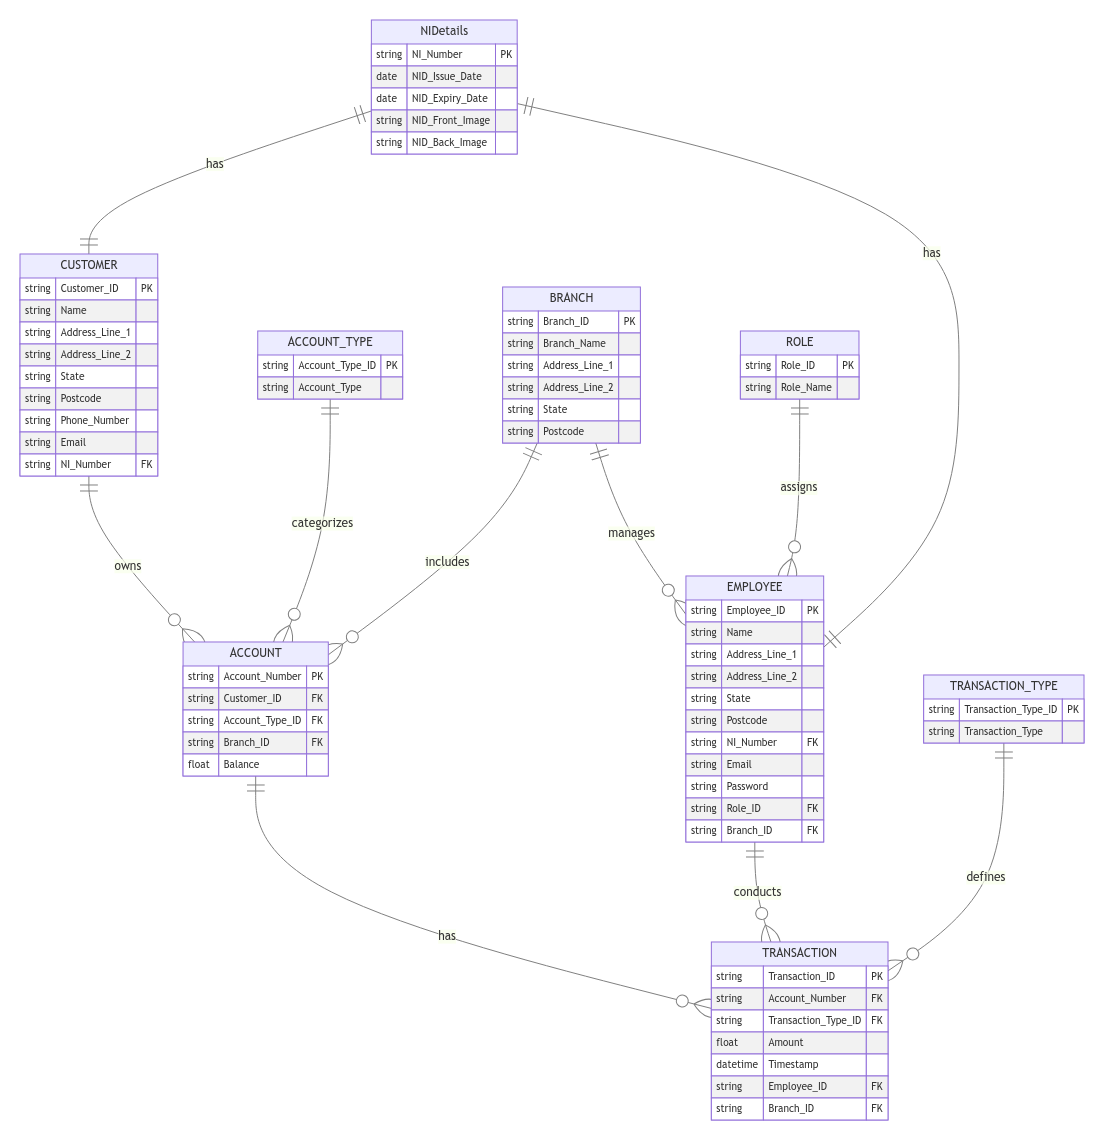 NIDetails
string NI_Number PK
date NID_Issue_Date
date NID_Expiry_Date
string NID_Front_Image
string NID_Back_Image
has
has
CUSTOMER
string Customer_ID PK
string Name
string Address_Line_1
string Address_Line_2
string State
string Postcode
string Phone_Number
string Email
string NI_Number FK
ACCOUNT_TYPE
string Account_Type_ID PK
string Account_Type
BRANCH
string Branch_ID PK
string Branch_Name
string Address_Line_1
string Address_Line_2
string State
string Postcode
ROLE
string Role_ID PK
string Role_Name
owns
categorizes
includes
manages
assigns
ACCOUNT
string Account_Number PK
string Customer_ID FK
string Account_Type_ID FK
string Branch_ID FK
float Balance
EMPLOYEE
string Employee_ID PK
string Name
string Address_Line_1
string Address_Line_2
string State
string Postcode
string NI_Number FK
string Email
string Password
string Role_ID FK
string Branch_ID FK
TRANSACTION_TYPE
string Transaction_Type_ID PK
string Transaction_Type
has
conducts
defines
TRANSACTION
string Transaction_ID PK
string Account_Number FK
string Transaction_Type_ID FK
float Amount
datetime Timestamp
string Employee_ID FK
string Branch_ID FK